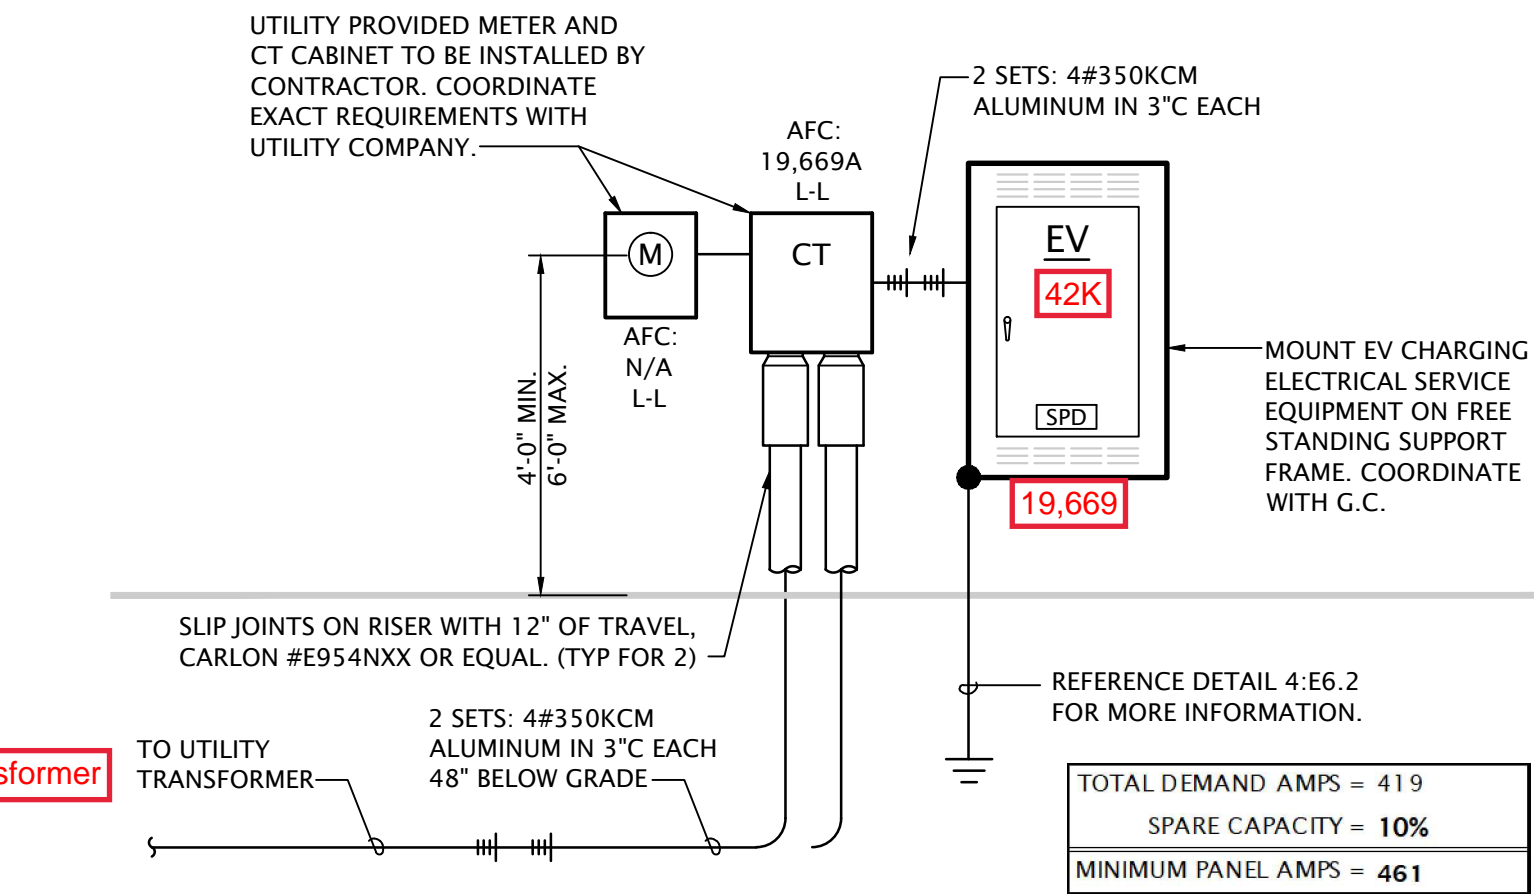 UTILITY PROVIDED METER AND
CT CABINET TO BE INSTALLED BY
CONTRACTOR. COORDINATE
EXACT REQUIREMENTS WITH
UTILITY COMPANY.
2 SETS: 4#350KCM
ALUMINUM IN 3"C EACH
AFC:
19,669A
L-L
M
CT
EV
42K
SPD
19,669
AFC:
N/A
L-L
4'-0" MIN.
6'-0" MAX.
MOUNT EV CHARGING
ELECTRICAL SERVICE
EQUIPMENT ON FREE
STANDING SUPPORT
FRAME. COORDINATE
WITH G.C.
SLIP JOINTS ON RISER WITH 12" OF TRAVEL,
CARLON #E954NXX OR EQUAL. (TYP FOR 2)
REFERENCE DETAIL 4:E6.2
FOR MORE INFORMATION.
sformer
TO UTILITY
TRANSFORMER
2 SETS: 4#350KCM
ALUMINUM IN 3"C EACH
48" BELOW GRADE
TOTAL DEMAND AMPS = 419
SPARE CAPACITY = 10%
MINIMUM PANEL AMPS = 461